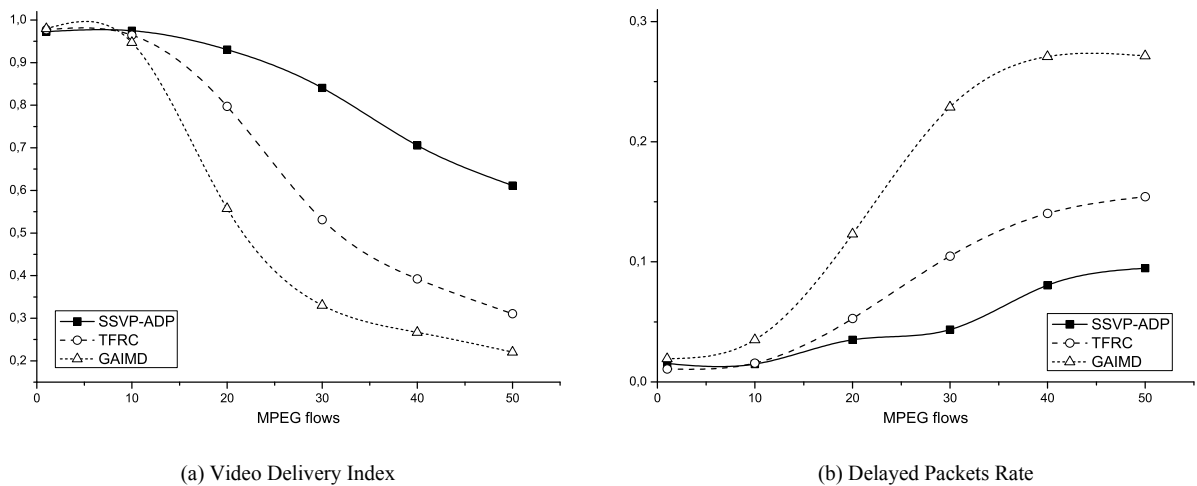 1,0
0,9
0,8
0,7
0,6
0,5
0,4
0,3
0,2
SSVP-ADP
TFRC
GAIMD
0 10 20 30 40 50
MPEG flows
(a) Video Delivery Index
0,3
0,2
0,1
0,0
SSVP-ADP
TFRC
GAIMD
0 10 20 30 40 50
MPEG flows
(b) Delayed Packets Rate